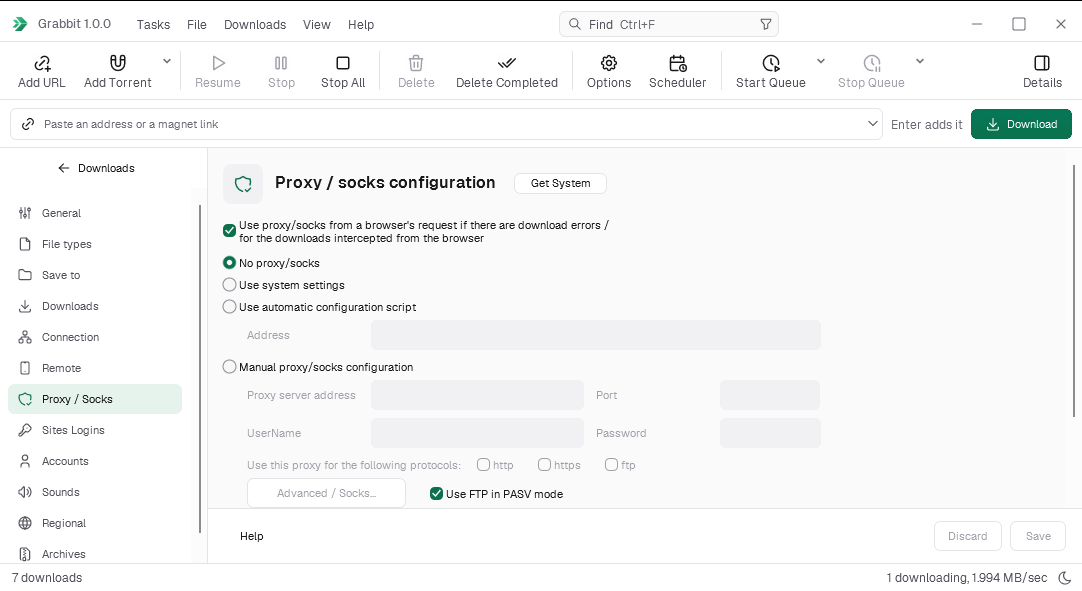 Grabbit 1.0.0
Tasks
File
Downloads
View
Help
Find Ctrl+F
Add URL
Add Torrent
Resume
Stop
Stop All
Delete
Delete Completed
Options
Scheduler
Start Queue
Stop Queue
Details
Paste an address or a magnet link
Enter adds it
Download
Downloads
General
File types
Save to
Downloads
Connection
Remote
Proxy / Socks
Sites Logins
Accounts
Sounds
Regional
Archives
Proxy / socks configuration
Get System
Use proxy/socks from a browser's request if there are download errors /
for the downloads intercepted from the browser
No proxy/socks
Use system settings
Use automatic configuration script
Address
Manual proxy/socks configuration
Proxy server address
Port
UserName
Password
Use this proxy for the following protocols:
http
https
ftp
Advanced / Socks...
Use FTP in PASV mode
Help
Discard
Save
7 downloads
1 downloading, 1.994 MB/sec